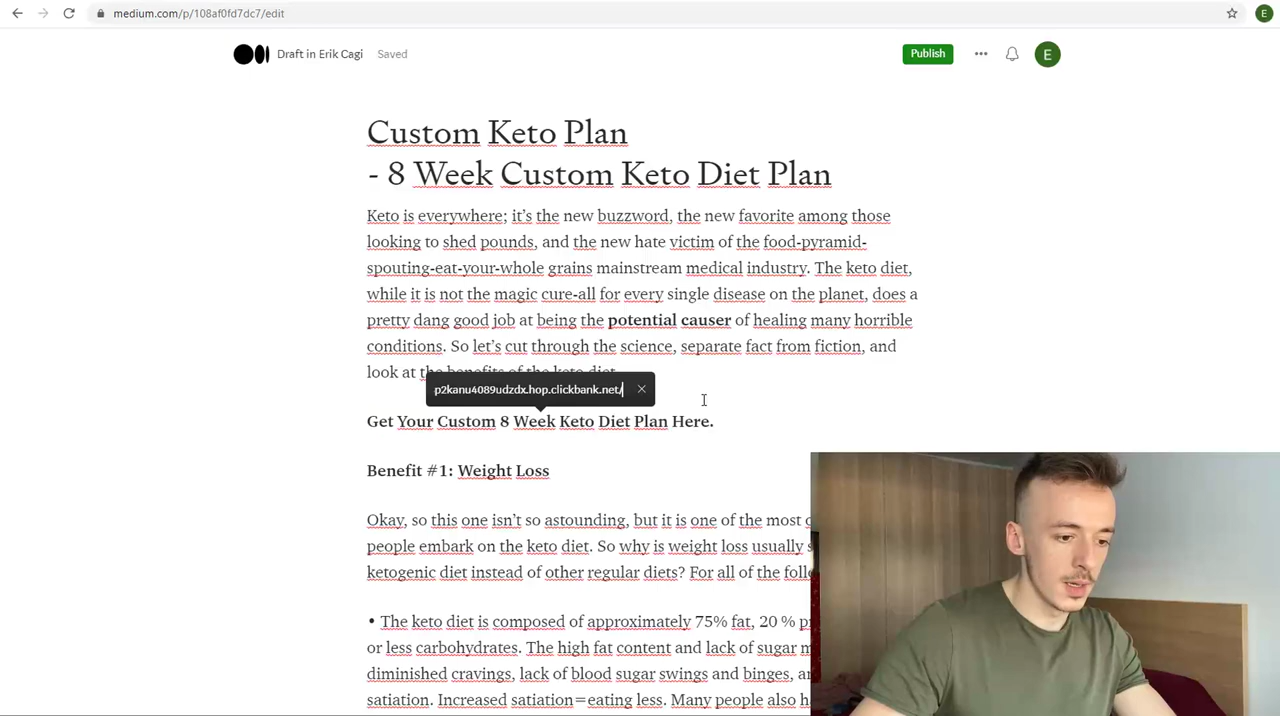 medium.com/p/108af0fd7dc7/edit
E
Draft in Erik Cagi
Saved
Publish
E
Custom Keto Plan
- 8 Week Custom Keto Diet Plan
Keto is everywhere; it’s the new buzzword, the new favorite among those
looking to shed pounds, and the new hate victim of the food-pyramid-
spouting-eat-your-whole grains mainstream medical industry. The keto diet,
while it is not the magic cure-all for every single disease on the planet, does a
pretty dang good job at being the potential causer of healing many horrible
conditions. So let’s cut through the science, separate fact from fiction, and
look at the benefits of the keto diet.
p2kanu4089udzdx.hop.clickbank.net/
Get Your Custom 8 Week Keto Diet Plan Here.
Benefit #1: Weight Loss
Okay, so this one isn’t so astounding, but it is one of the most
people embark on the keto diet. So why is weight loss usually
ketogenic diet instead of other regular diets? For all of the
• The keto diet is composed of approximately 75% fat, 20 %
or less carbohydrates. The high fat content and lack of sugar
diminished cravings, lack of blood sugar swings and binges,
satiation. Increased satiation=eating less. Many people also